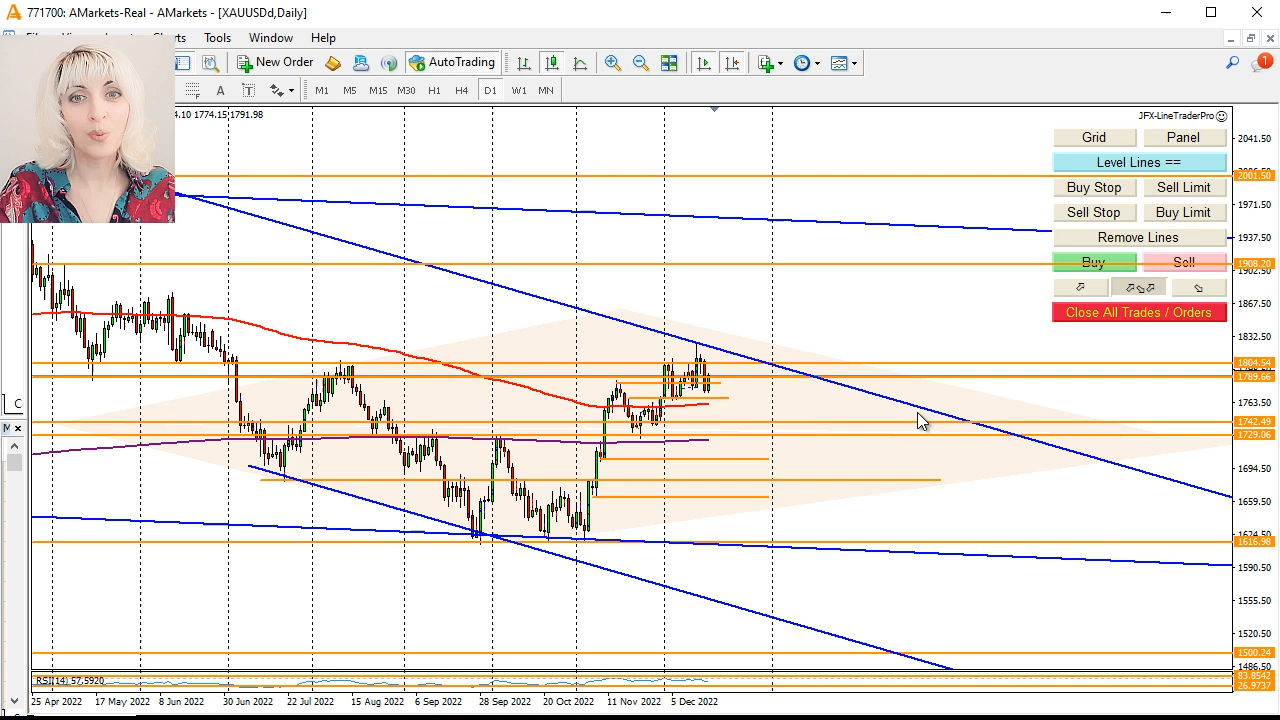 771700: AMarkets-Real - AMarkets - [XAUUSDd,Daily]
Tools Window Help
New Order AutoTrading
A T M1 M5 M15 M30 H1 H4 D1 W1 MN
4.10 1774.15 1791.98
JFX-LineTraderPro
Grid Panel
Level Lines ==
Buy Stop Sell Limit
Sell Stop Buy Limit
Remove Lines
Buy Sell
Close All Trades / Orders
2041.50
2001.50
1971.50
1937.50
1908.20
1902.50
1867.50
1832.50
1804.54
1789.66
1763.50
1742.49
1729.06
1694.50
1659.50
1624.50
1616.98
1590.50
1555.50
1520.50
1500.24
1486.50
83.8542
26.9737
RSI(14) 57.5920
25 Apr 2022 17 May 2022 8 Jun 2022 30 Jun 2022 22 Jul 2022 15 Aug 2022 6 Sep 2022 28 Sep 2022 20 Oct 2022 11 Nov 2022 5 Dec 2022